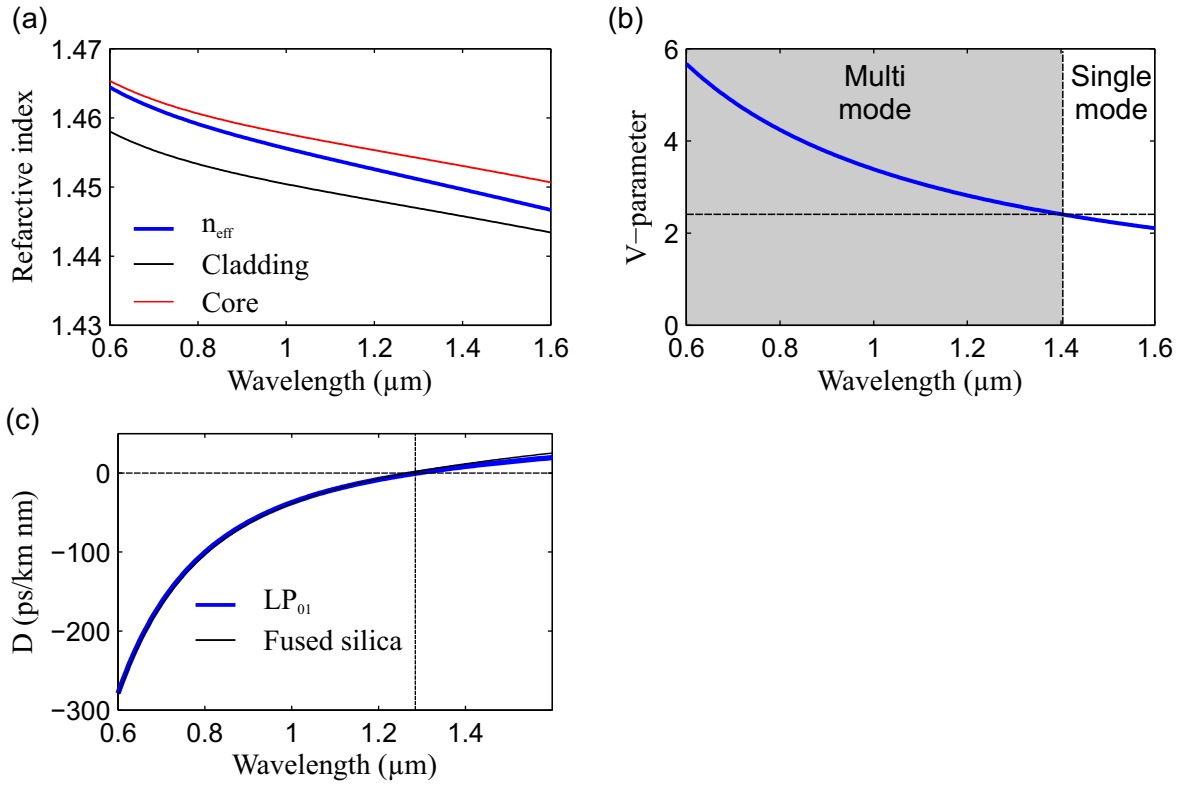 (a)
1.47
1.46
1.45
1.44
1.43
Refarctive index
n_eff
Cladding
Core
0.6 0.8 1 1.2 1.4 1.6
Wavelength (µm)
(b)
6
4
2
0
V−parameter
Multi mode
Single mode
0.6 0.8 1 1.2 1.4 1.6
Wavelength (µm)
(c)
0
−100
−200
−300
D (ps/km nm)
LP_01
Fused silica
0.6 0.8 1 1.2 1.4
Wavelength (µm)